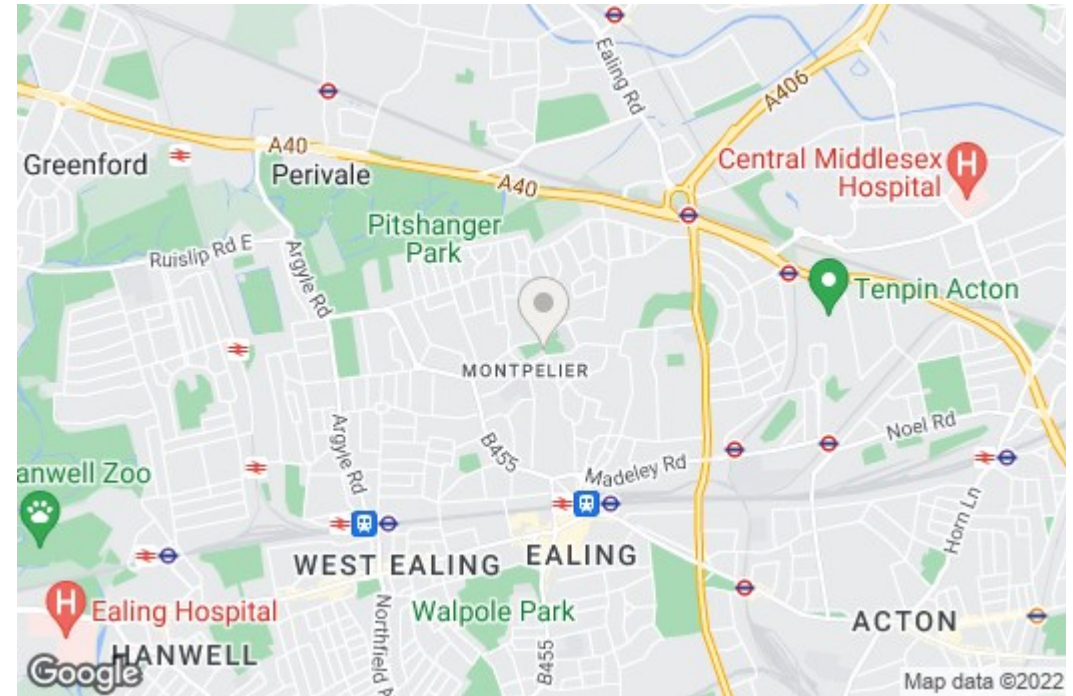 Ealing Rd
A406
A40
Greenford
Perivale
A40
Central Middlesex
Hospital
H
Pitshanger
Park
Ruislip Rd E
Argyle Rd
Tenpin Acton
MONTPELIER
Argyle Rd
B455
Noel Rd
Madeley Rd
anwell Zoo
Horn Ln
WEST EALING
EALING
H
Ealing Hospital
Walpole Park
ACTON
Northfield A
B455
HANWELL
Google
Map data ©2022